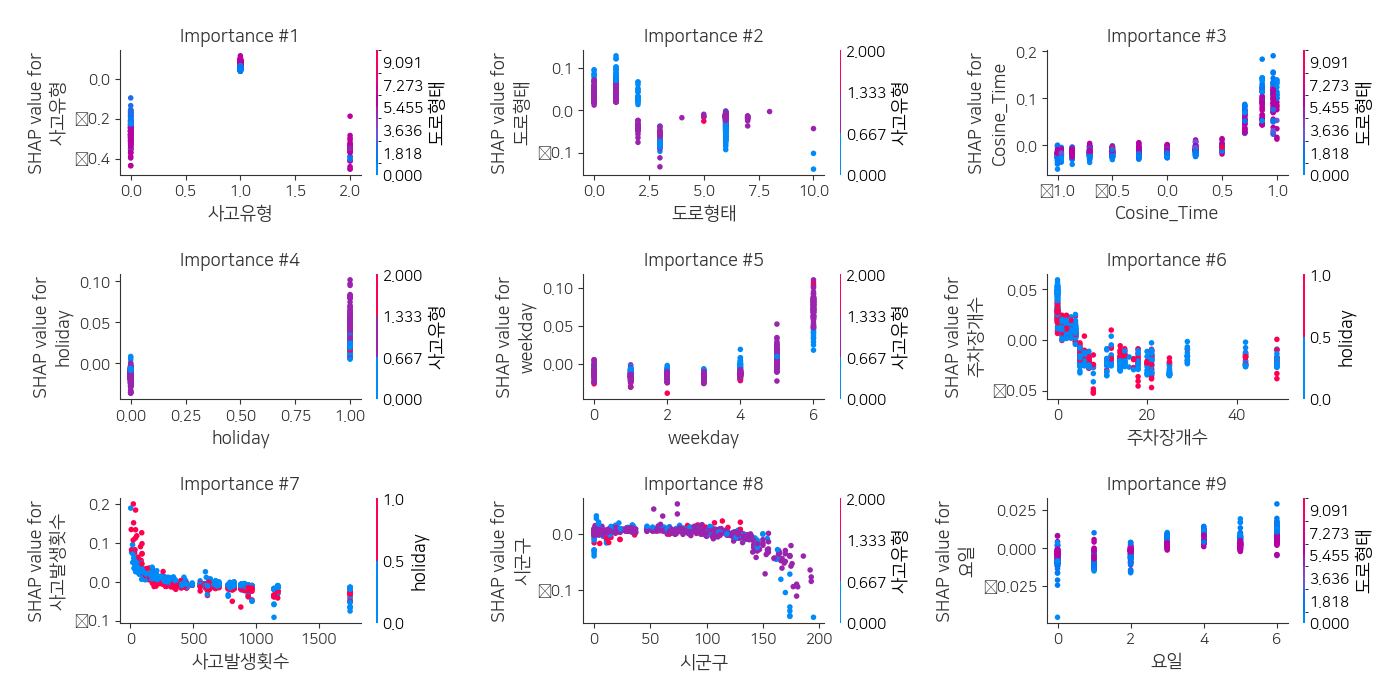 Importance #1
SHAP value for
사고유형
0.0
0.2
0.4
0.0
0.5
1.0
1.5
2.0
사고유형
9.091
7.273
5.455
3.636
1.818
0.000
도로형태
Importance #2
SHAP value for
도로형태
0.1
0.0
0.1
0.0
2.5
5.0
7.5
10.0
도로형태
2.000
1.333
0.667
0.000
사고유형
Importance #3
SHAP value for
Cosine_Time
0.2
0.1
0.0
1.0
0.5
0.0
0.5
1.0
Cosine_Time
9.091
7.273
5.455
3.636
1.818
0.000
도로형태
Importance #4
SHAP value for
holiday
0.10
0.05
0.00
0.00
0.25
0.50
0.75
1.00
holiday
2.000
1.333
0.667
0.000
사고유형
Importance #5
SHAP value for
weekday
0.10
0.05
0.00
0
2
4
6
weekday
2.000
1.333
0.667
0.000
사고유형
Importance #6
SHAP value for
주차장개수
0.05
0.00
0.05
0
20
40
주차장개수
1.0
0.5
0.0
holiday
Importance #7
SHAP value for
사고발생횟수
0.2
0.1
0.0
0.1
0
500
1000
1500
사고발생횟수
1.0
0.5
0.0
holiday
Importance #8
SHAP value for
시군구
0.0
0.1
0
50
100
150
200
시군구
2.000
1.333
0.667
0.000
사고유형
Importance #9
SHAP value for
요일
0.025
0.000
0.025
0
2
4
6
요일
9.091
7.273
5.455
3.636
1.818
0.000
도로형태